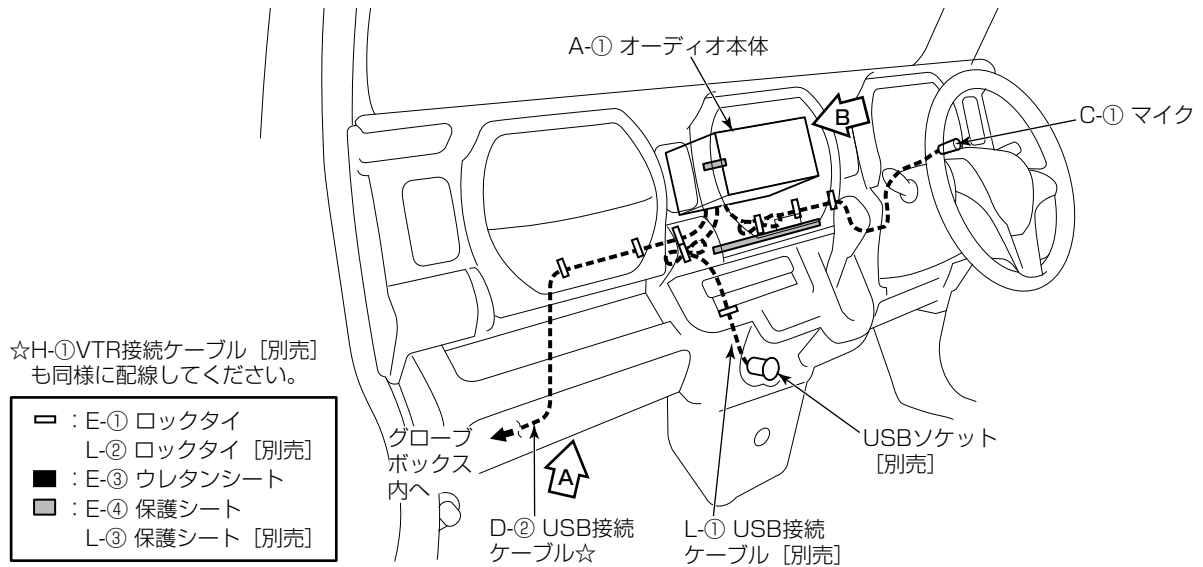 A-① オーディオ本体
B
C-① マイク
☆H-①VTR接続ケーブル［別売］
も同様に配線してください。
：E-① ロックタイ
L-② ロックタイ［別売］
：E-③ ウレタンシート
：E-④ 保護シート
L-③ 保護シート［別売］
グローブ
ボックス
内へ
A
D-② USB接続
ケーブル☆
L-① USB接続
ケーブル［別売］
USBソケット
［別売］